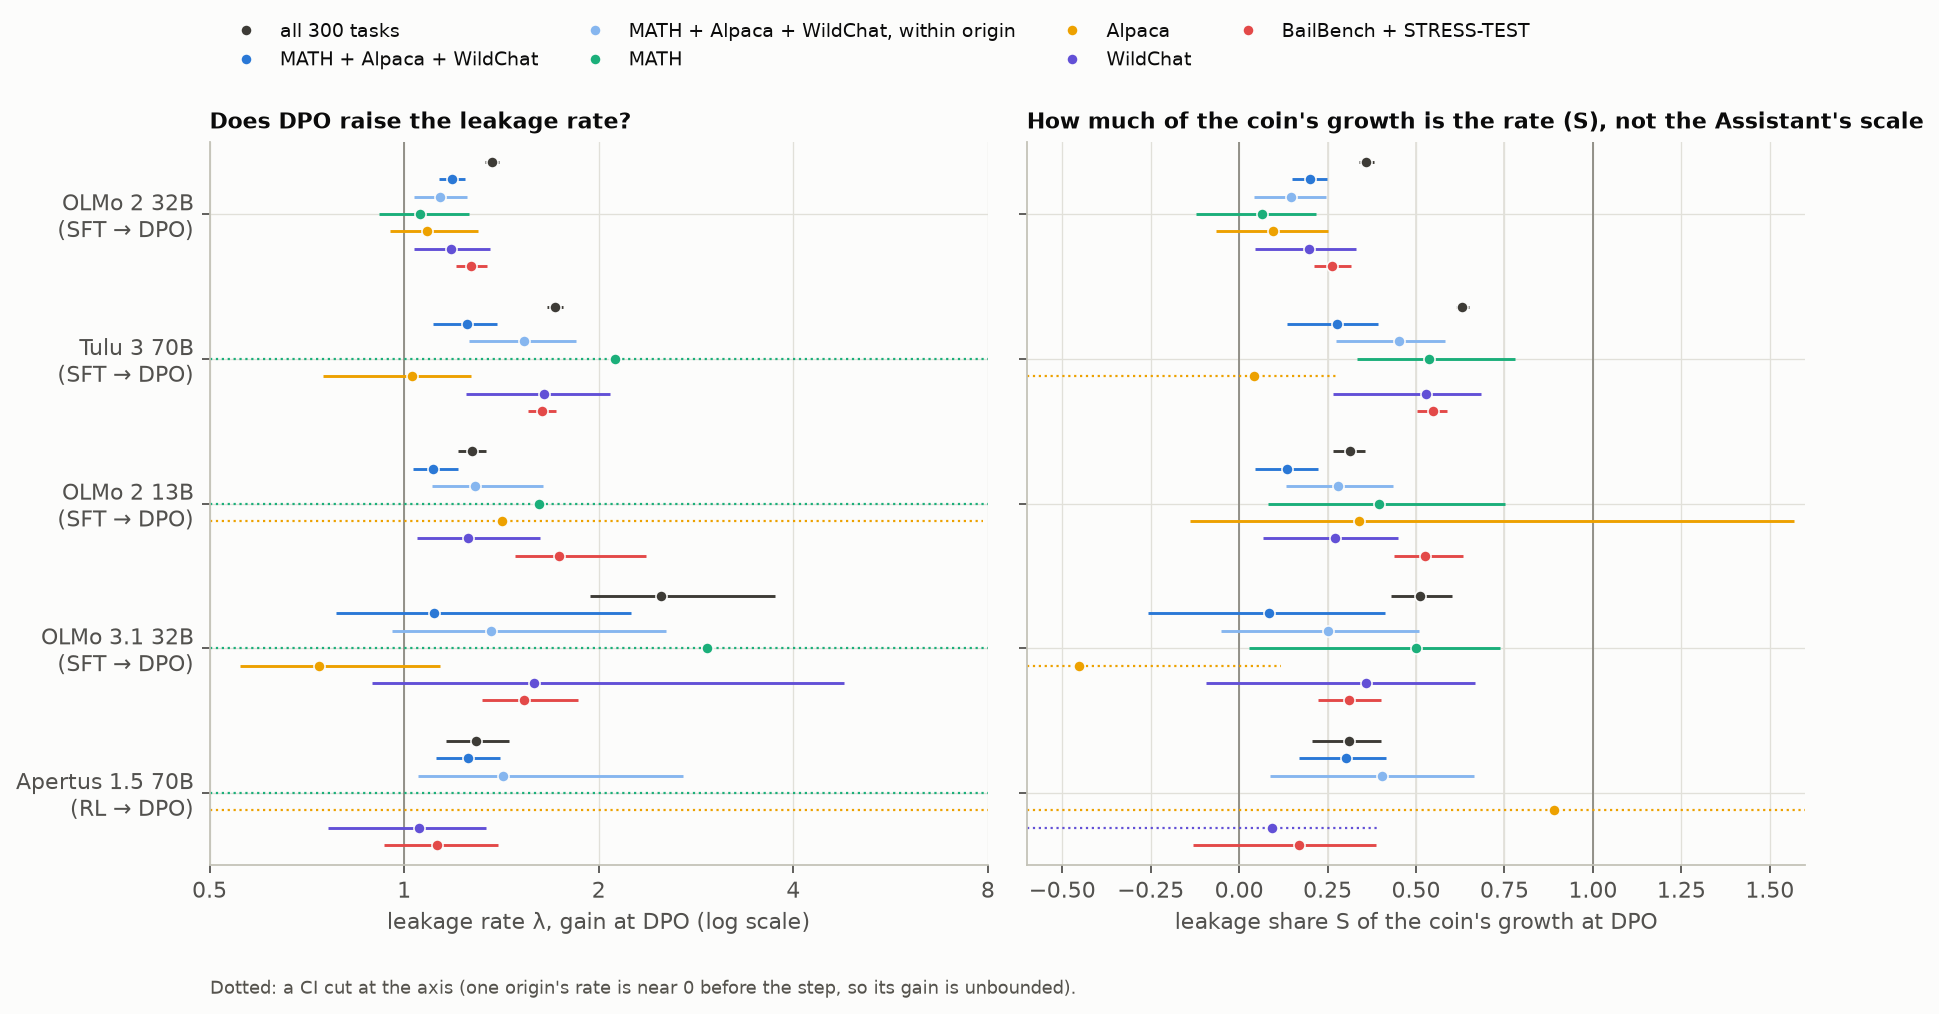 all 300 tasks
MATH + Alpaca + WildChat, within origin
Alpaca
BailBench + STRESS-TEST
MATH + Alpaca + WildChat
MATH
WildChat
Does DPO raise the leakage rate?
How much of the coin's growth is the rate (S), not the Assistant's scale
OLMo 2 32B
(SFT → DPO)
Tulu 3 70B
(SFT → DPO)
OLMo 2 13B
(SFT → DPO)
OLMo 3.1 32B
(SFT → DPO)
Apertus 1.5 70B
(RL → DPO)
0.5 1 2 4 8
−0.50 −0.25 0.00 0.25 0.50 0.75 1.00 1.25 1.50
leakage rate λ, gain at DPO (log scale)
leakage share S of the coin's growth at DPO
Dotted: a CI cut at the axis (one origin's rate is near 0 before the step, so its gain is unbounded).